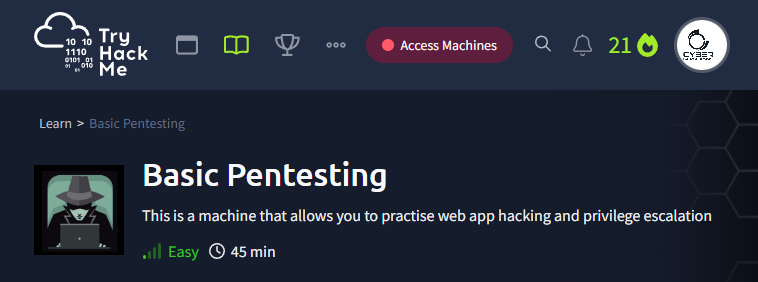 Try
Hack
Me
10 10
1110
0101 01
01 010
Access Machines
21
CYBER
Learn > Basic Pentesting
Basic Pentesting
This is a machine that allows you to practise web app hacking and privilege escalation
Easy 45 min